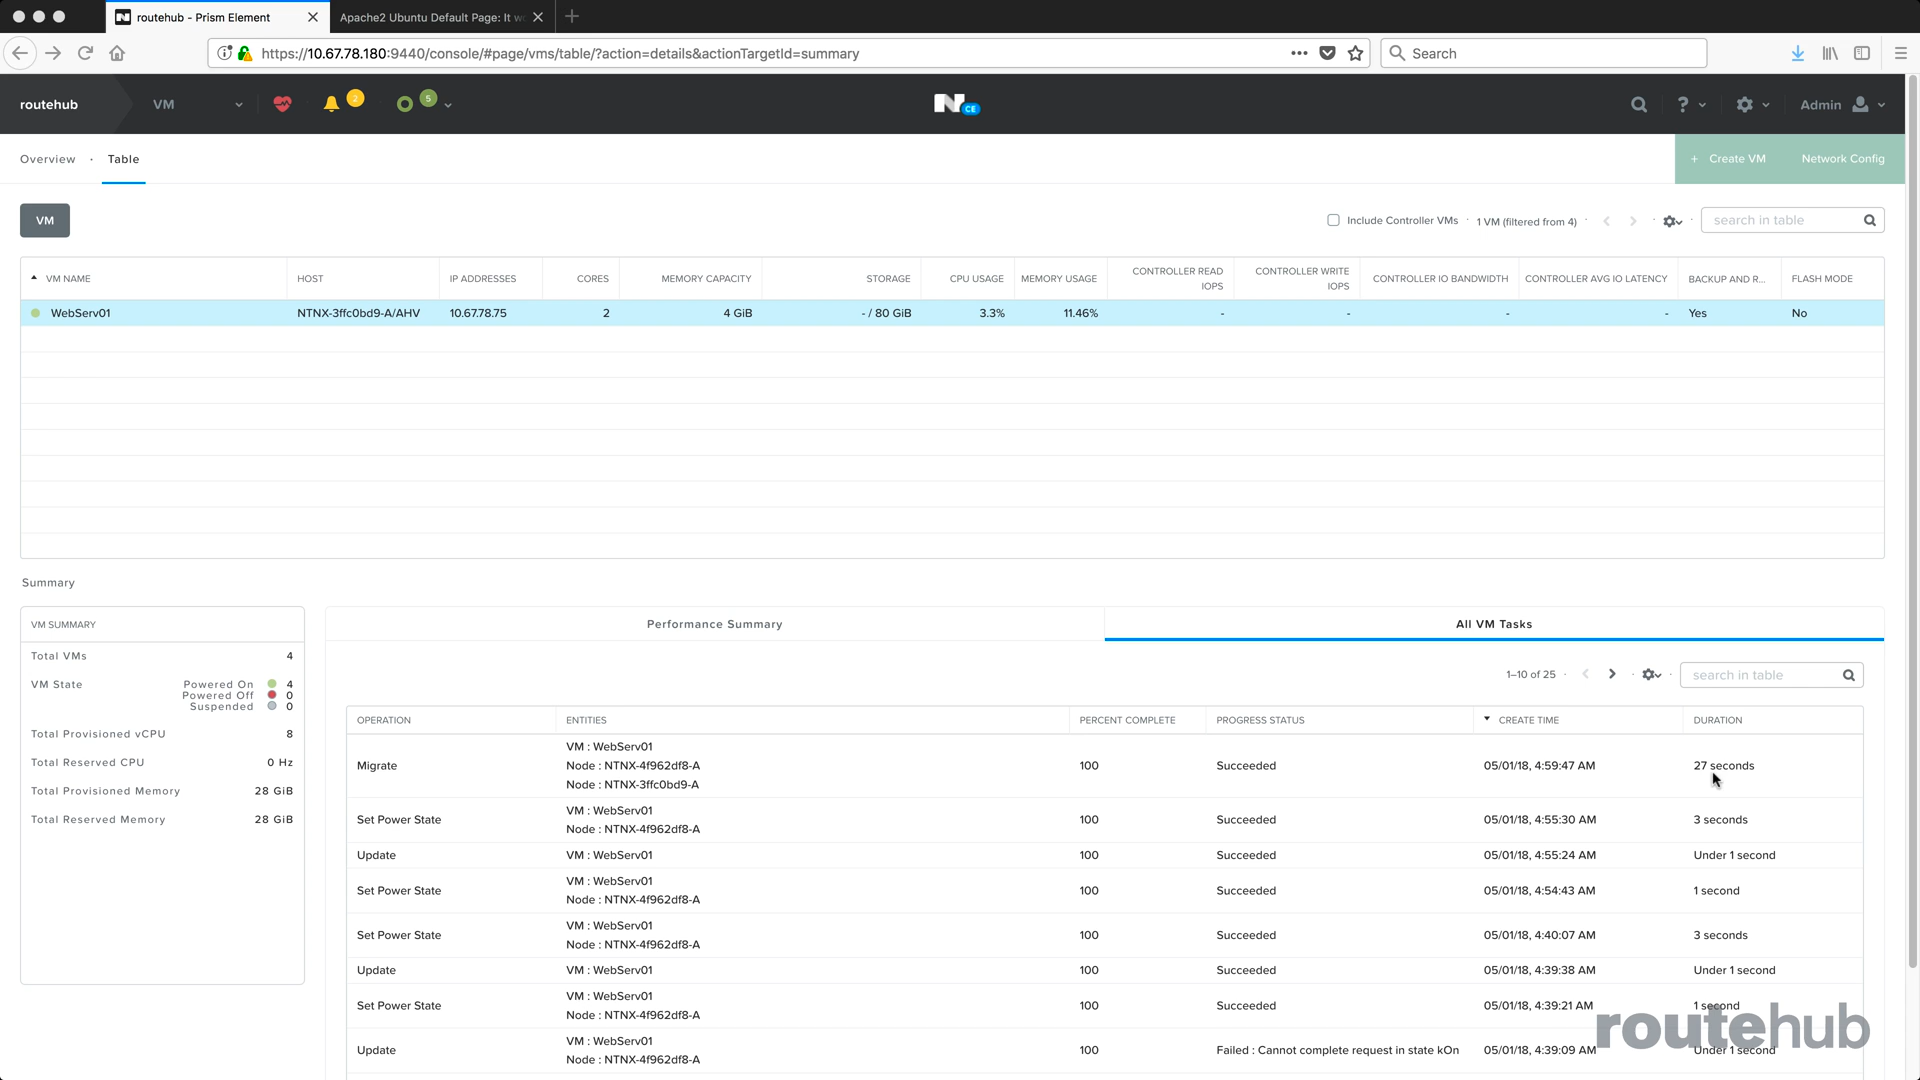 routehub - Prism Element
Apache2 Ubuntu Default Page: It w
https://10.67.78.180:9440/console/#page/vms/table/?action=details&actionTargetId=summary
Search
routehub
VM
2
5
N CE
?
Admin
Overview · Table
+ Create VM
Network Config
VM
Include Controller VMs · 1 VM (filtered from 4) ·
search in table
VM NAME HOST IP ADDRESSES CORES MEMORY CAPACITY STORAGE CPU USAGE MEMORY USAGE CONTROLLER READ IOPS CONTROLLER WRITE IOPS CONTROLLER IO BANDWIDTH CONTROLLER AVG IO LATENCY BACKUP AND R... FLASH MODE
WebServ01 NTNX-3ffc0bd9-A/AHV 10.67.78.75 2 4 GiB - / 80 GiB 3.3% 11.46% - - - - Yes No
Summary
VM SUMMARY
Total VMs 4
VM State Powered On 4
Powered Off 0
Suspended 0
Total Provisioned vCPU 8
Total Reserved CPU 0 Hz
Total Provisioned Memory 28 GiB
Total Reserved Memory 28 GiB
Performance Summary
All VM Tasks
1–10 of 25 ·
search in table
OPERATION ENTITIES PERCENT COMPLETE PROGRESS STATUS CREATE TIME DURATION
VM : WebServ01
Migrate Node : NTNX-4f962df8-A 100 Succeeded 05/01/18, 4:59:47 AM 27 seconds
Node : NTNX-3ffc0bd9-A
Set Power State VM : WebServ01 100 Succeeded 05/01/18, 4:55:30 AM 3 seconds
Node : NTNX-4f962df8-A
Update VM : WebServ01 100 Succeeded 05/01/18, 4:55:24 AM Under 1 second
Set Power State VM : WebServ01 100 Succeeded 05/01/18, 4:54:43 AM 1 second
Node : NTNX-4f962df8-A
Set Power State VM : WebServ01 100 Succeeded 05/01/18, 4:40:07 AM 3 seconds
Node : NTNX-4f962df8-A
Update VM : WebServ01 100 Succeeded 05/01/18, 4:39:38 AM Under 1 second
Set Power State VM : WebServ01 100 Succeeded 05/01/18, 4:39:21 AM 1 second
Node : NTNX-4f962df8-A
Update VM : WebServ01 100 Failed : Cannot complete request in state kOn 05/01/18, 4:39:09 AM Under 1 second
Node : NTNX-4f962df8-A
routehub